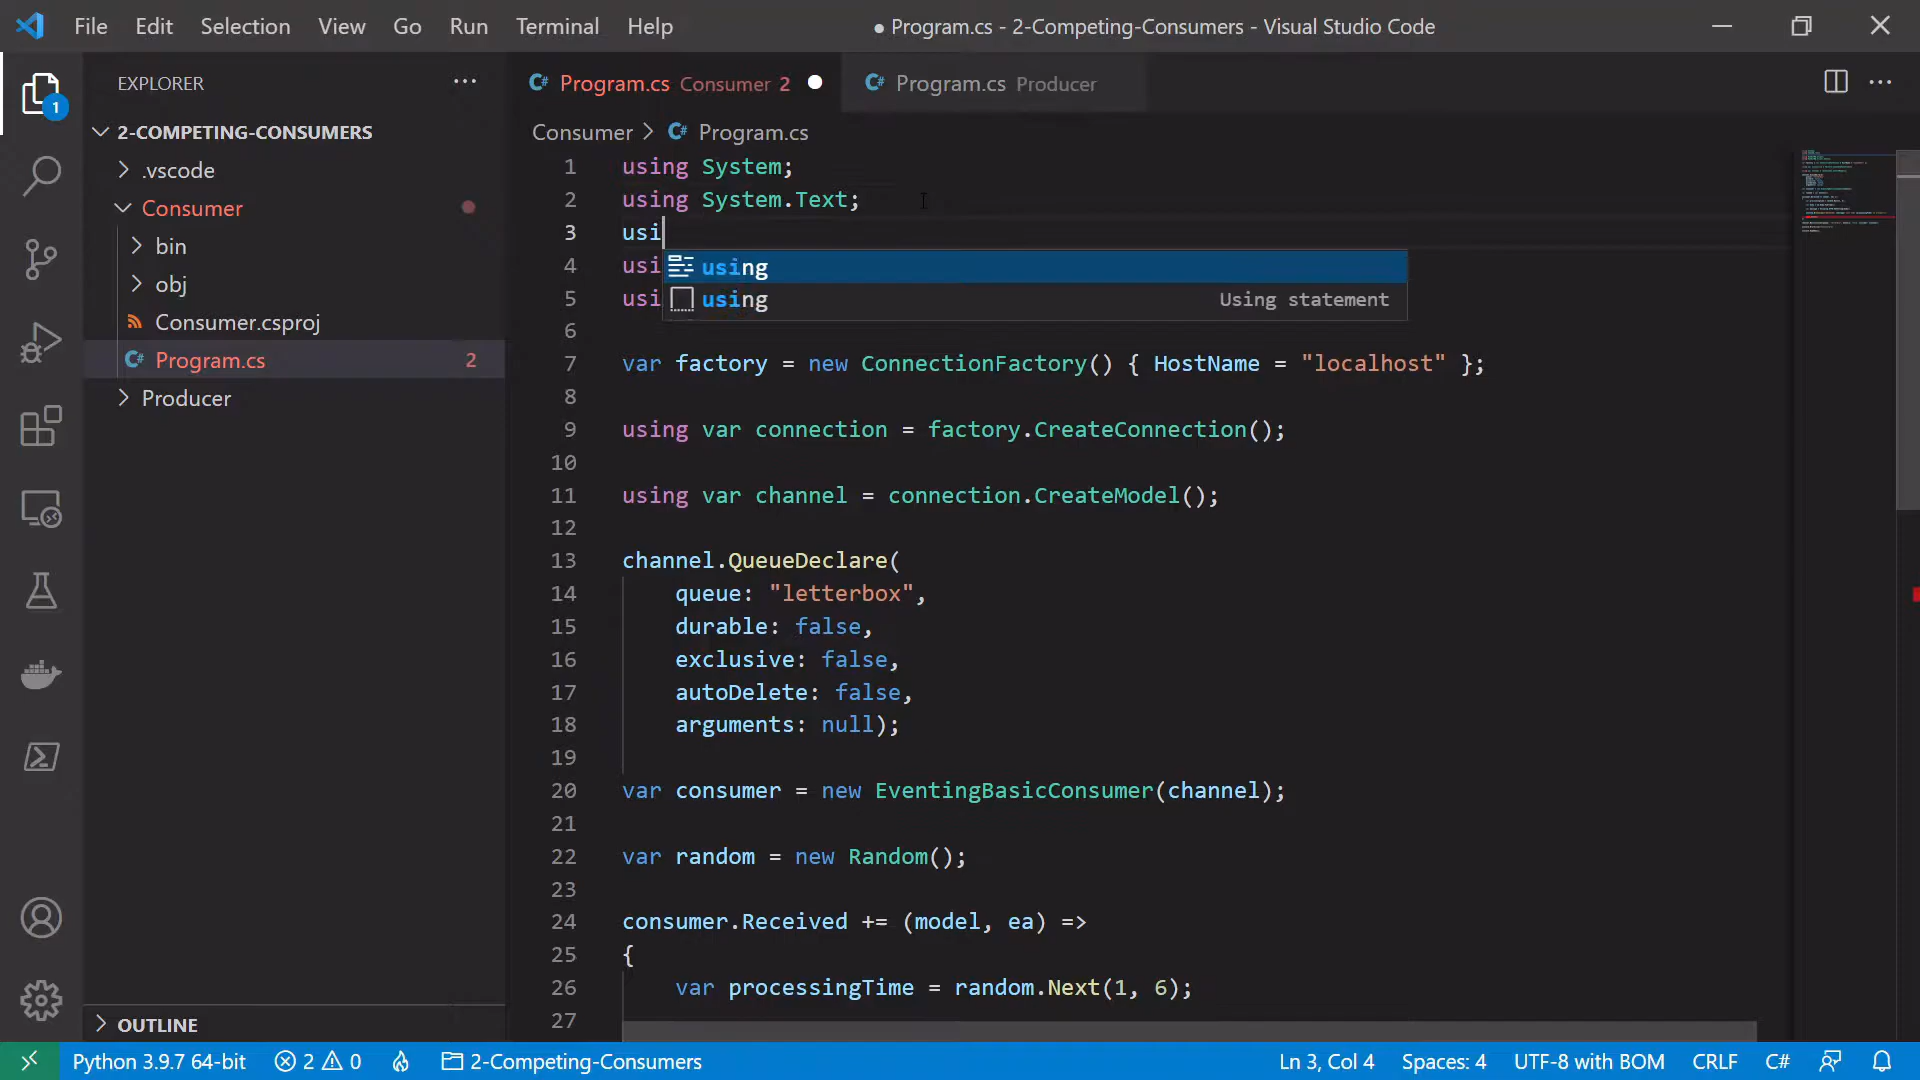 File Edit Selection View Go Run Terminal Help ● Program.cs - 2-Competing-Consumers - Visual Studio Code
EXPLORER
Program.cs Consumer 2
Program.cs Producer
1
2-COMPETING-CONSUMERS
.vscode
Consumer
bin
obj
Consumer.csproj
Program.cs 2
Producer
OUTLINE
Consumer > Program.cs
1 using System;
2 using System.Text;
3 usi
4 usi
5 usi
using
using Using statement
6
7 var factory = new ConnectionFactory() { HostName = "localhost" };
8
9 using var connection = factory.CreateConnection();
10
11 using var channel = connection.CreateModel();
12
13 channel.QueueDeclare(
14 queue: "letterbox",
15 durable: false,
16 exclusive: false,
17 autoDelete: false,
18 arguments: null);
19
20 var consumer = new EventingBasicConsumer(channel);
21
22 var random = new Random();
23
24 consumer.Received += (model, ea) =>
25 {
26 var processingTime = random.Next(1, 6);
27
Python 3.9.7 64-bit 2 0 2-Competing-Consumers Ln 3, Col 4 Spaces: 4 UTF-8 with BOM CRLF C#